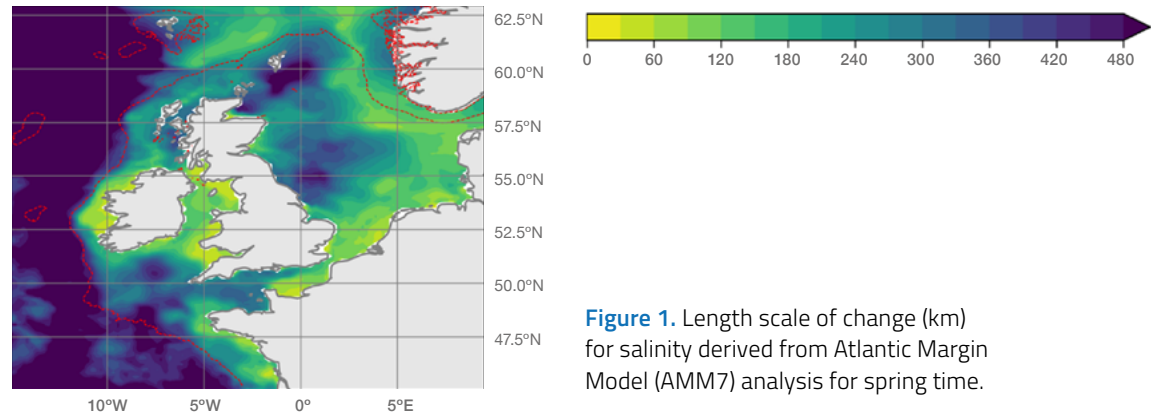 62.5°N
60.0°N
57.5°N
55.0°N
52.5°N
50.0°N
47.5°N
10°W 5°W 0° 5°E
0 60 120 180 240 300 360 420 480
Figure 1. Length scale of change (km)
for salinity derived from Atlantic Margin
Model (AMM7) analysis for spring time.